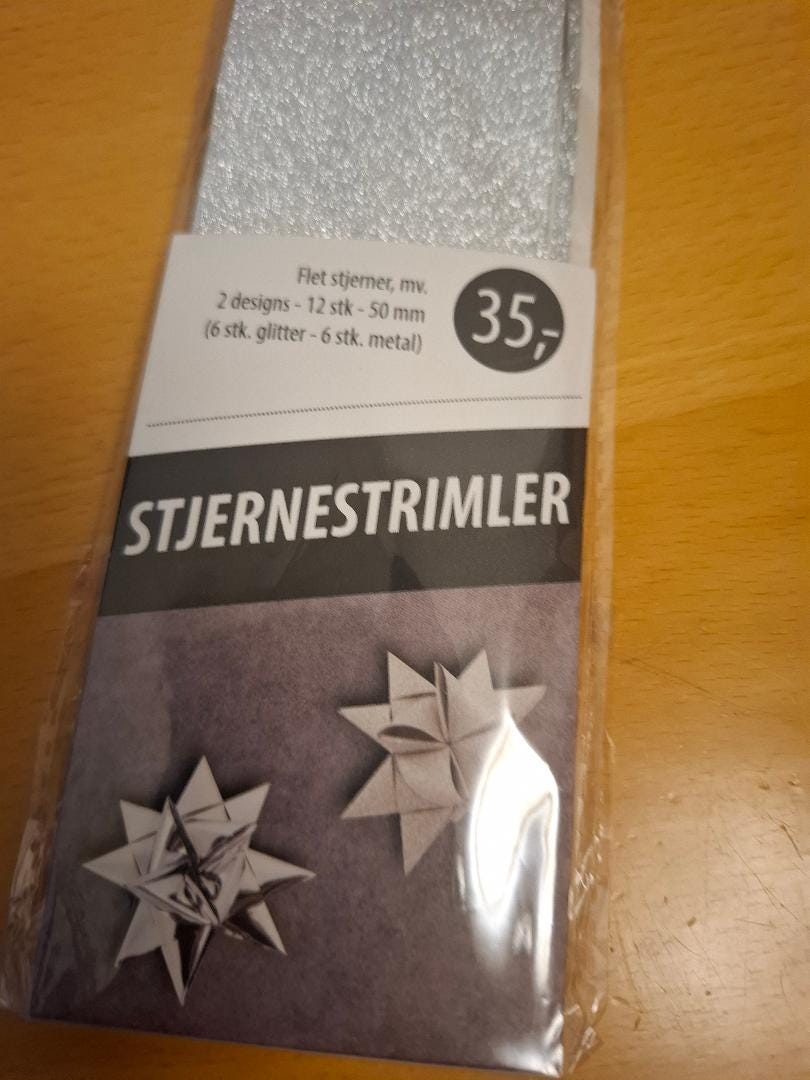 Flet stjerner, mv.
2 designs - 12 stk - 50 mm
(6 stk. glitter - 6 stk. metal)
35,-
STJERNESTRIMLER